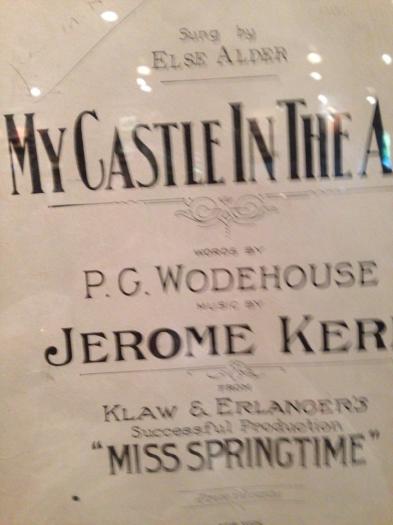 Sung by
ELSE ALDER
MY CASTLE IN THE A
WORDS BY
P. G. WODEHOUSE
MUSIC BY
JEROME KER
FROM
KLAW & ERLANGER'S
Successful Production
"MISS SPRINGTIME"